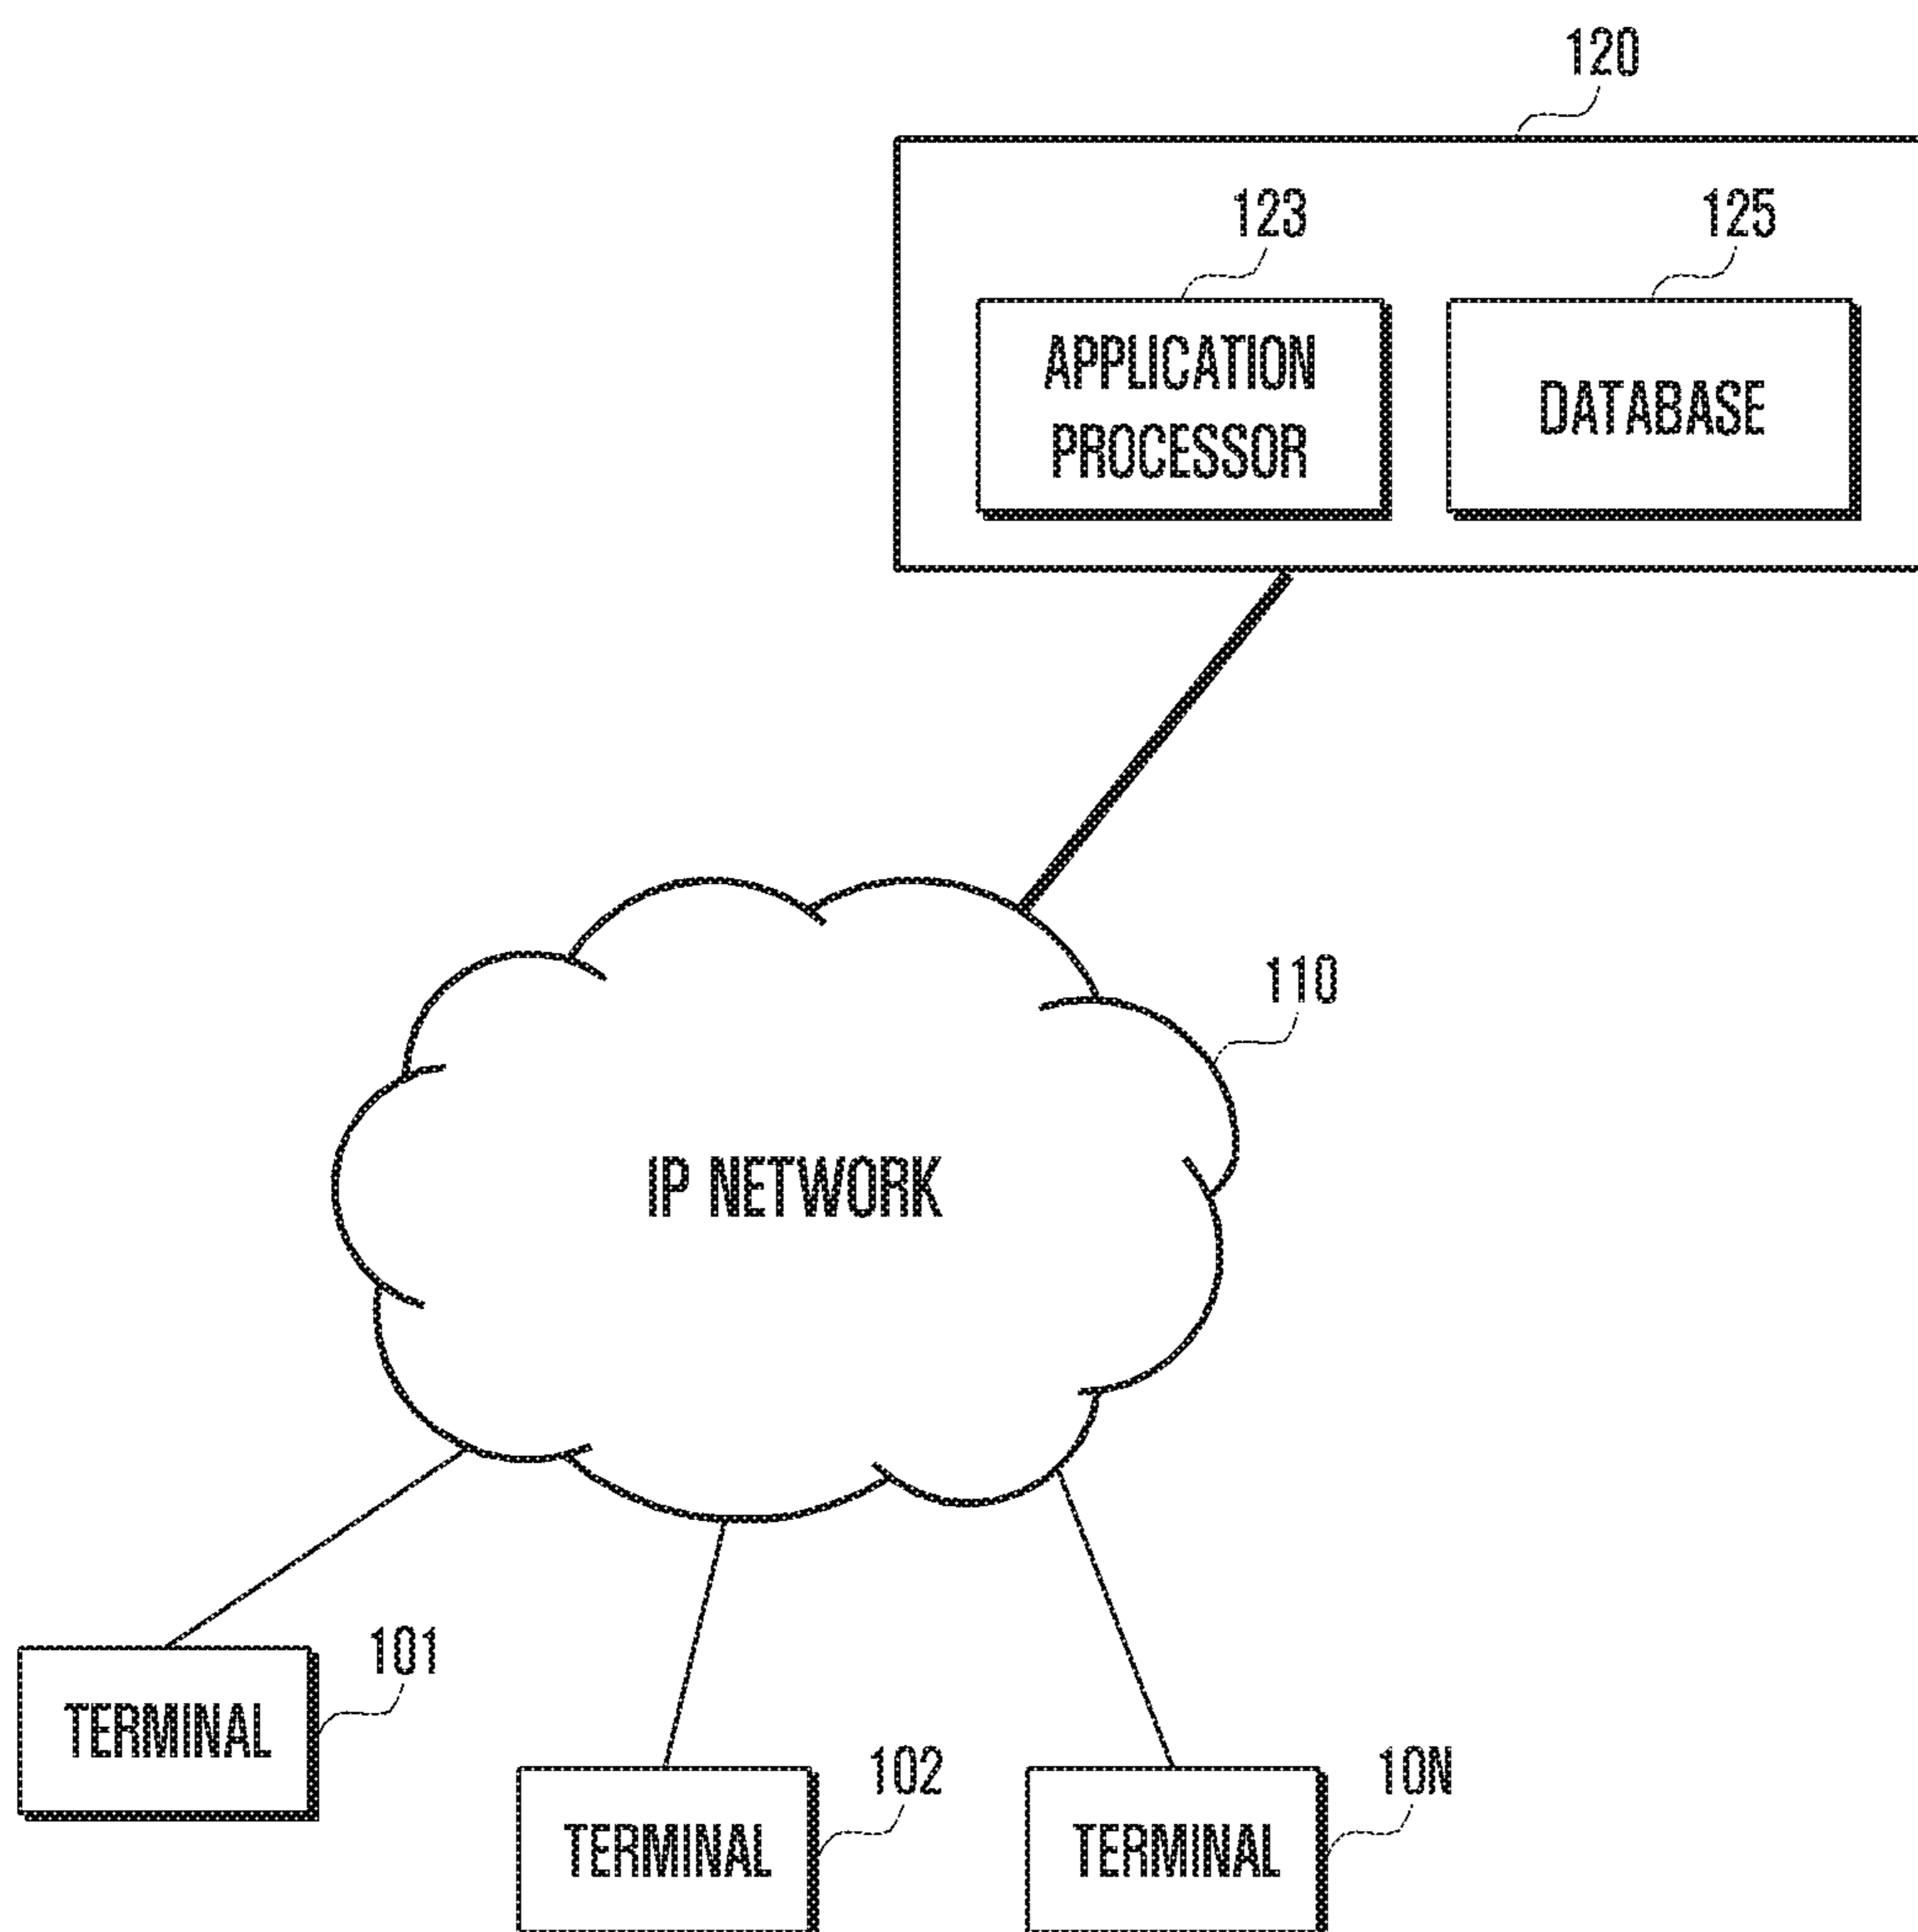 120
123
125
APPLICATION
PROCESSOR
DATABASE
110
IP NETWORK
101
TERMINAL
102
10N
TERMINAL
TERMINAL